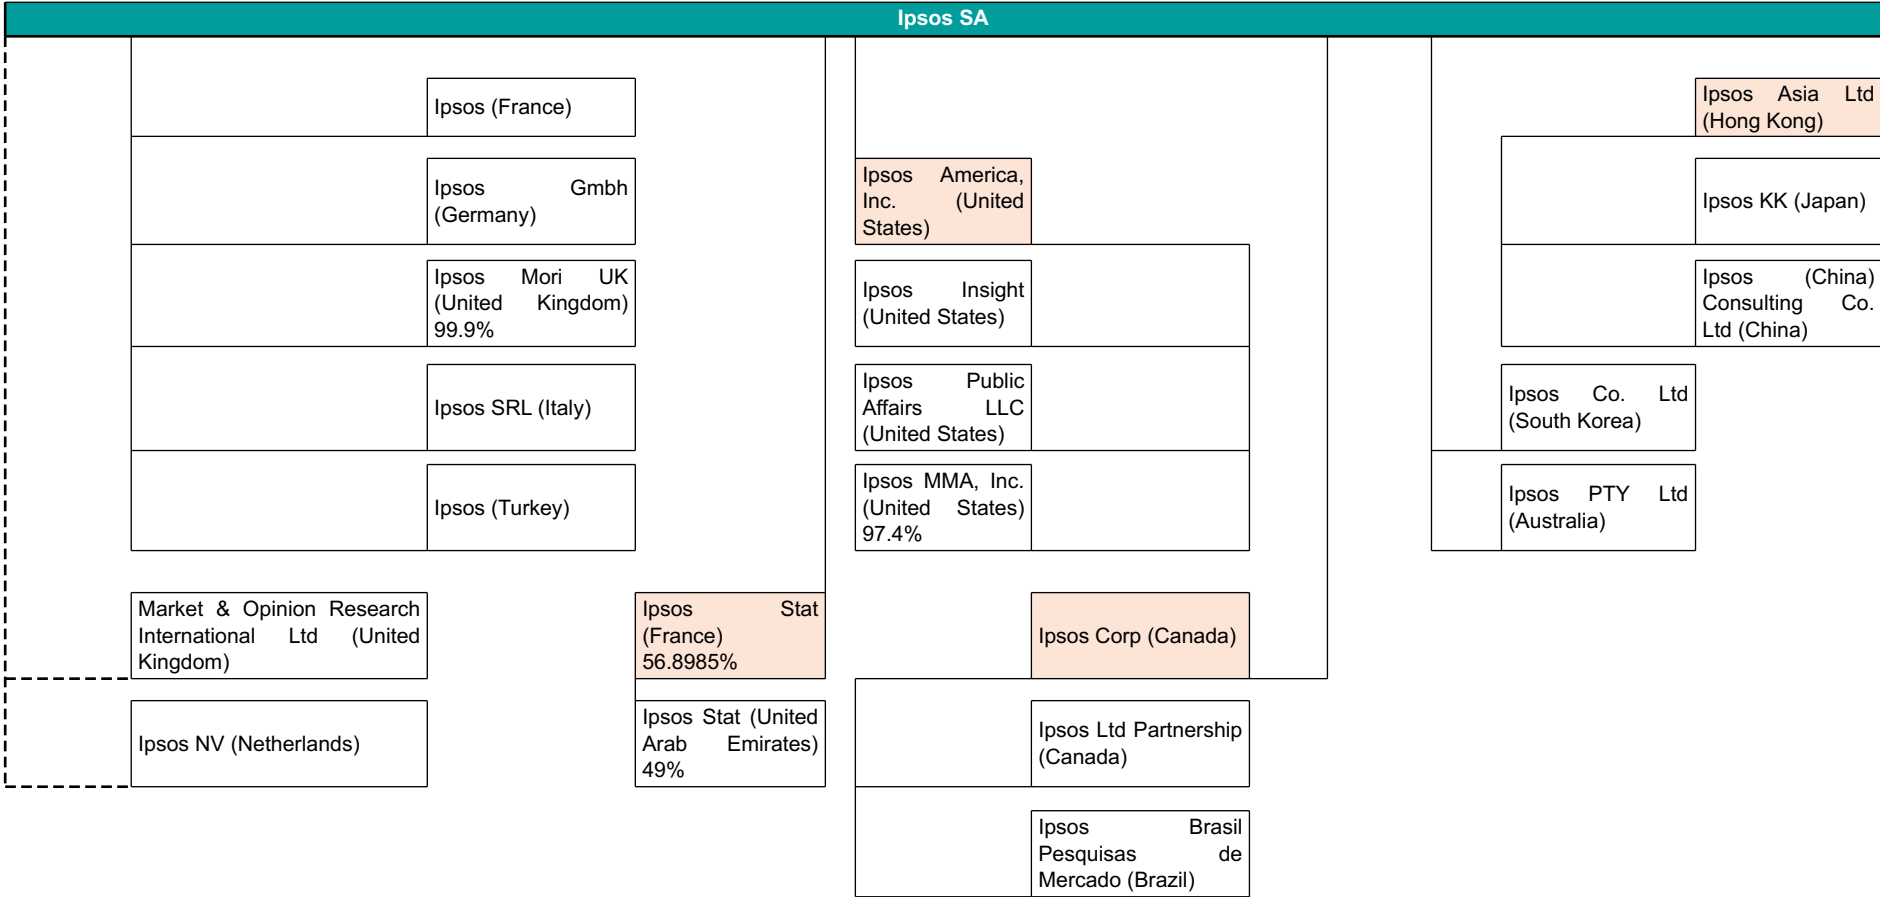 Ipsos SA
Ipsos (France)
Ipsos Gmbh
(Germany)
Ipsos Mori UK
(United Kingdom)
99.9%
Ipsos SRL (Italy)
Ipsos (Turkey)
Market & Opinion Research
International Ltd (United
Kingdom)
Ipsos NV (Netherlands)
Ipsos Stat
(France)
56.8985%
Ipsos Stat (United
Arab Emirates)
49%
Ipsos America,
Inc. (United
States)
Ipsos Insight
(United States)
Ipsos Public
Affairs LLC
(United States)
Ipsos MMA, Inc.
(United States)
97.4%
Ipsos Corp (Canada)
Ipsos Ltd Partnership
(Canada)
Ipsos Brasil
Pesquisas de
Mercado (Brazil)
Ipsos Asia Ltd
(Hong Kong)
Ipsos KK (Japan)
Ipsos (China)
Consulting Co.
Ltd (China)
Ipsos Co. Ltd
(South Korea)
Ipsos PTY Ltd
(Australia)